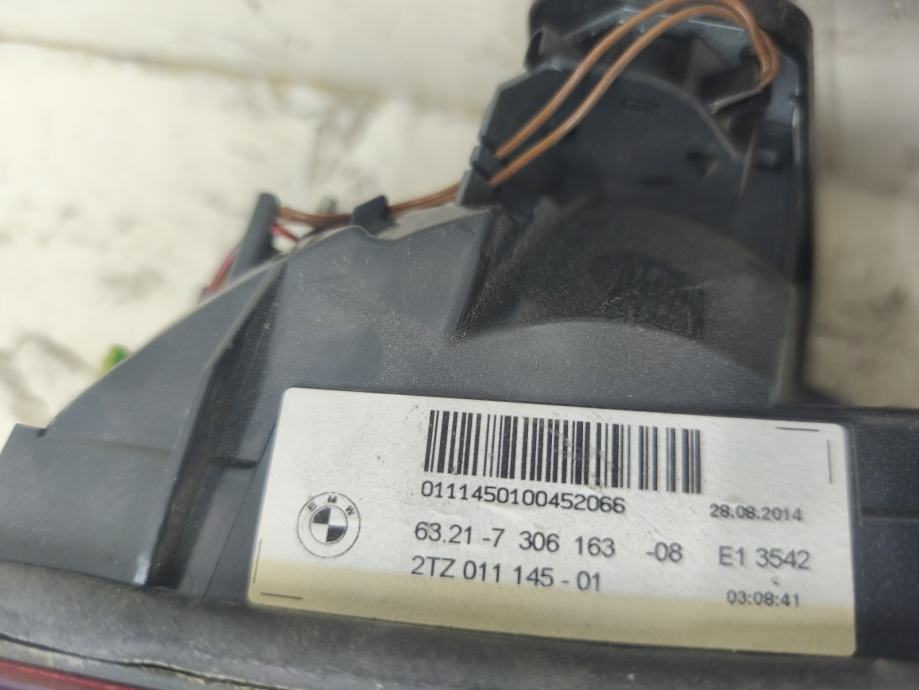 0111450100452066
28.08.2014
BMW
63.21-7 306 163 -08 E1 3542
2TZ 011 145-01
03:08:41